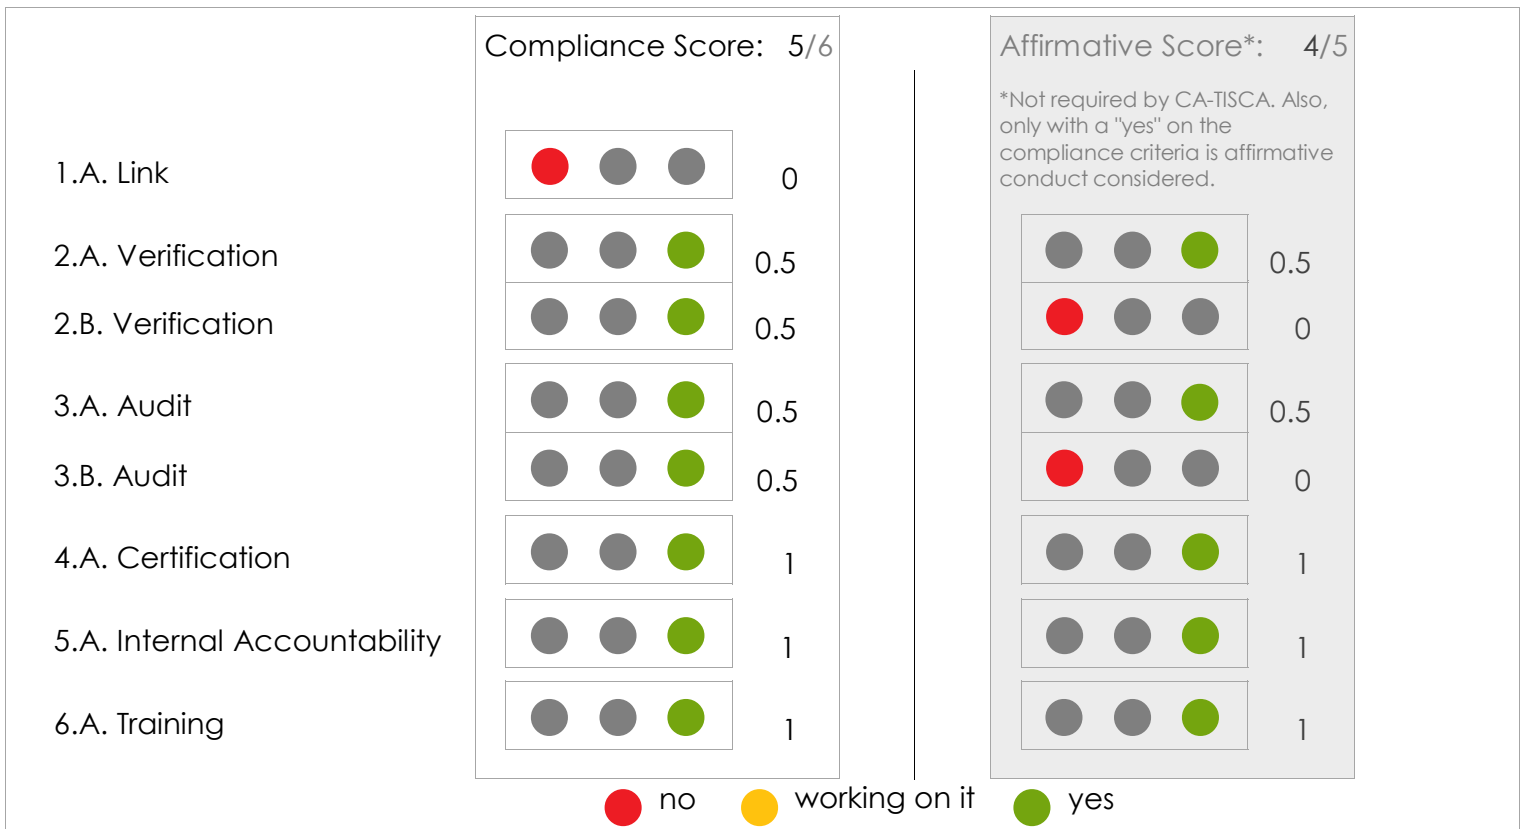 Compliance Score: 5/6
Affirmative Score*: 4/5
*Not required by CA-TISCA. Also,
only with a "yes" on the
compliance criteria is affirmative
conduct considered.
1.A. Link 0
2.A. Verification 0.5 0.5
2.B. Verification 0.5 0
3.A. Audit 0.5 0.5
3.B. Audit 0.5 0
4.A. Certification 1 1
5.A. Internal Accountability 1 1
6.A. Training 1 1
no working on it yes